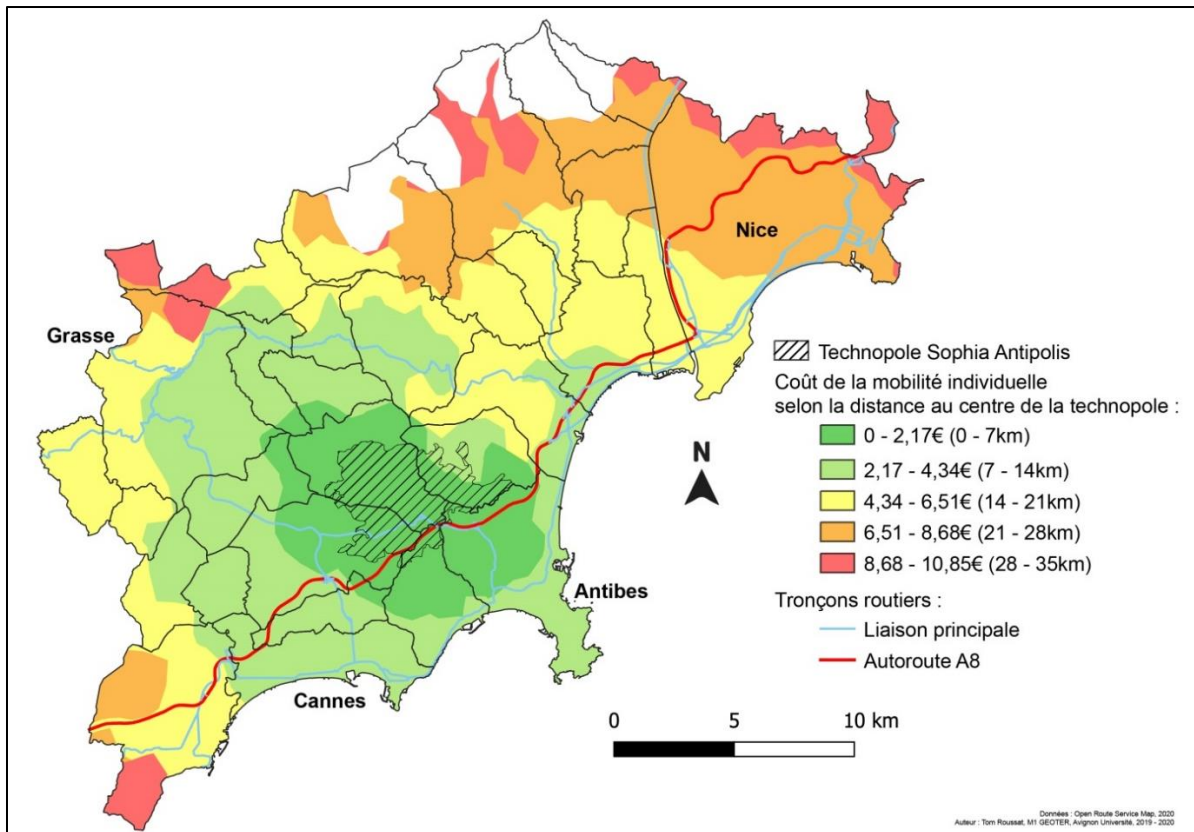 Nice
Grasse
Technopole Sophia Antipolis
Coût de la mobilité individuelle
selon la distance au centre de la technopole :
0 - 2,17€ (0 - 7km)
2,17 - 4,34€ (7 - 14km)
4,34 - 6,51€ (14 - 21km)
6,51 - 8,68€ (21 - 28km)
8,68 - 10,85€ (28 - 35km)
N
Antibes
Tronçons routiers :
Liaison principale
Autoroute A8
Cannes
0 5 10 km
Données : Open Route Service Map, 2020
Auteur : Tom Roussat, M1 GEOTER, Avignon Université, 2019 - 2020